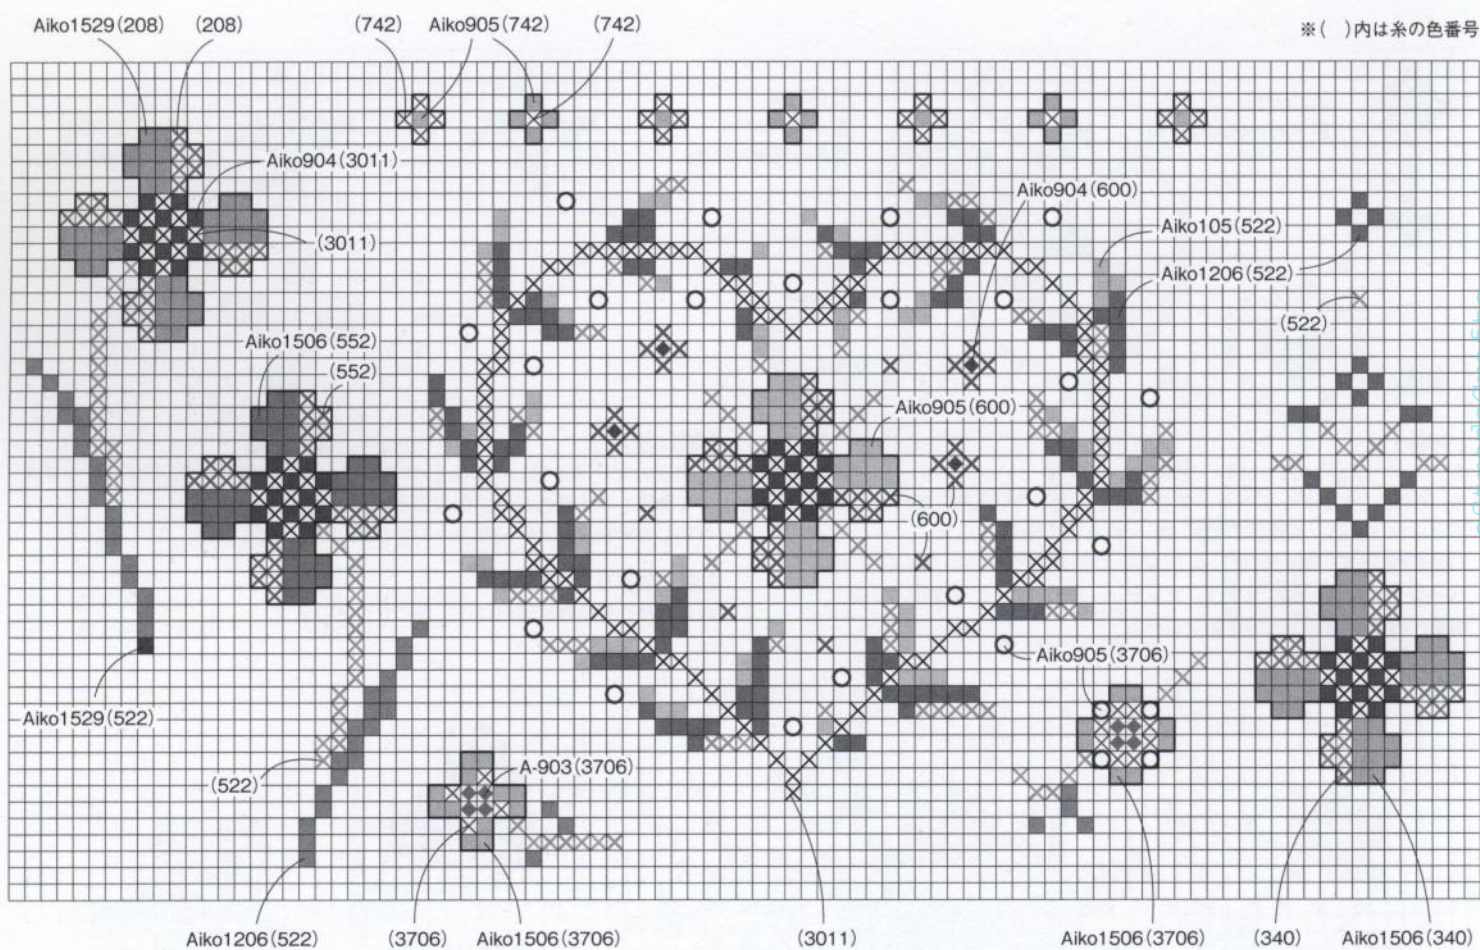 Aiko1529(208) (208) (742) Aiko905(742) (742) ※( )内は糸の色番号
Aiko904(3011)
Aiko904(600)
(3011)
Aiko105(522)
Aiko1206(522)
(522)
Aiko1506(552)
(552)
Aiko905(600)
(600)
Aiko905(3706)
Aiko1529(522)
A-903(3706)
(522)
Aiko1206(522) (3706) Aiko1506(3706) (3011) Aiko1506(3706) (340) Aiko1506(340)